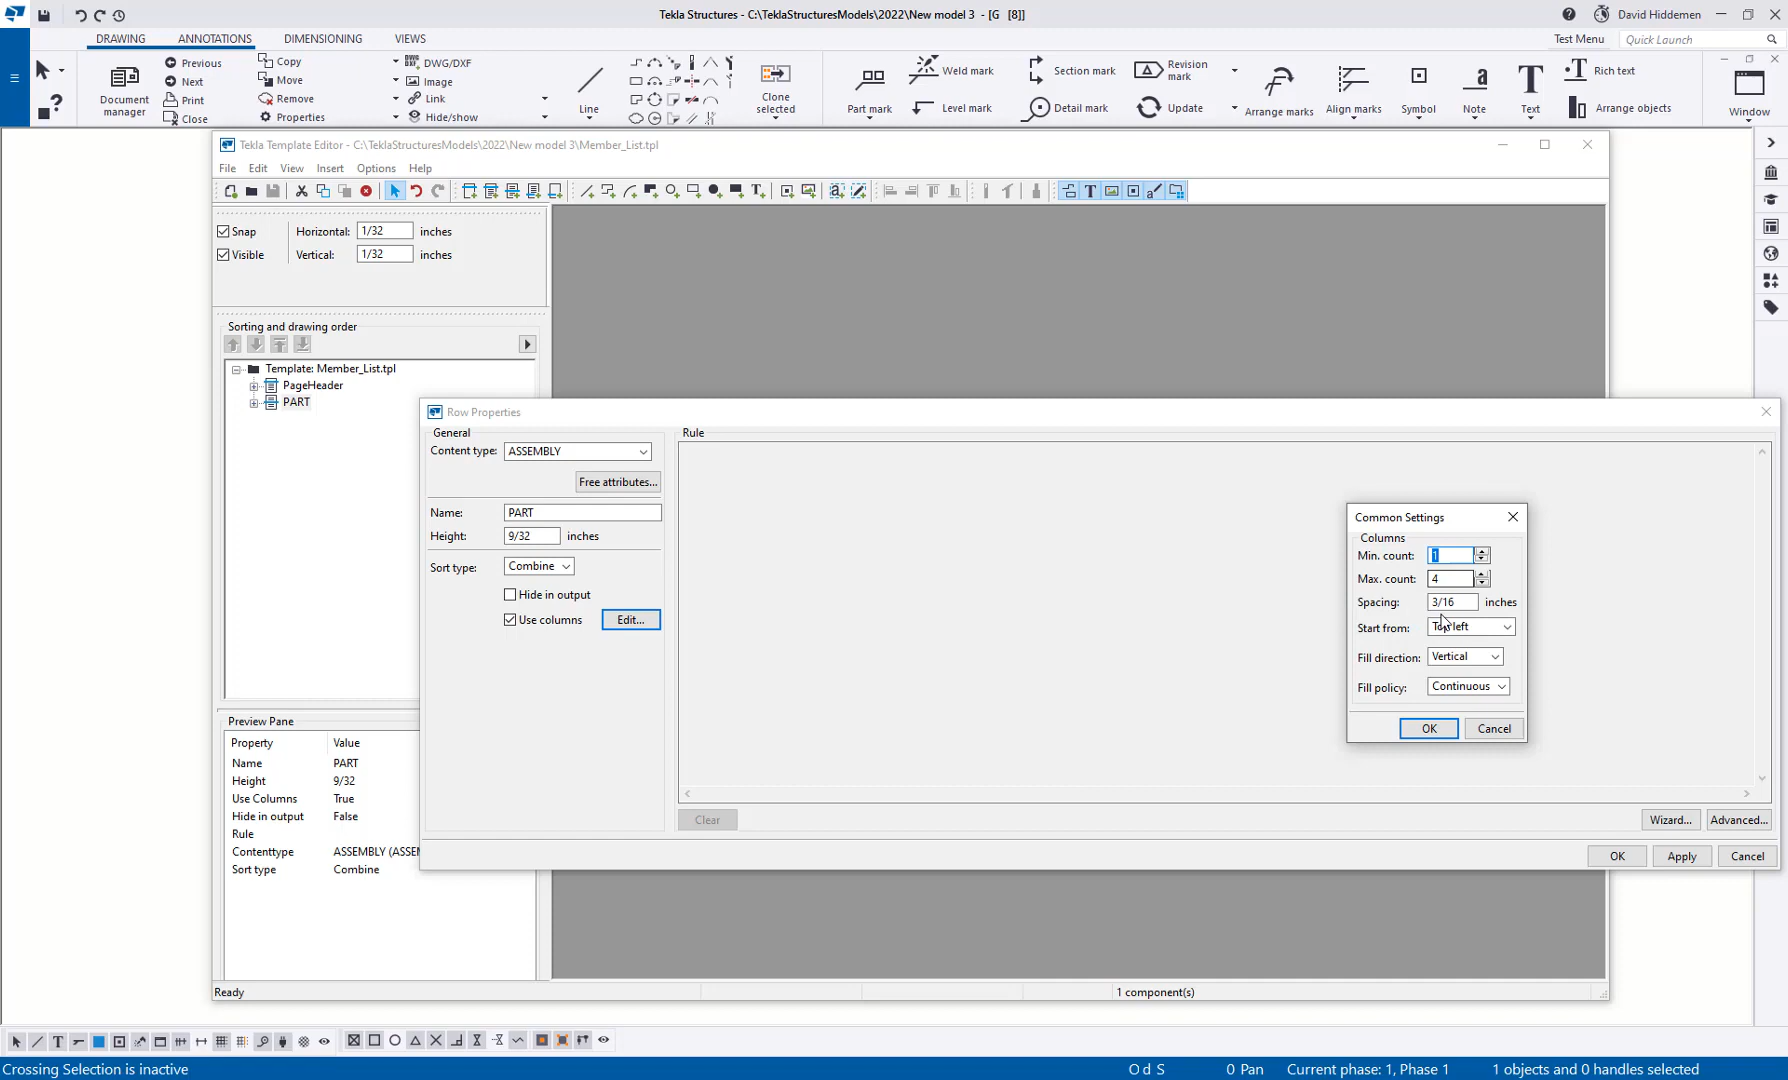 Tekla Structures - C:\TeklaStructuresModels\2022\New model 3 - [G [8]]
David Hiddemen
DRAWING ANNOTATIONS DIMENSIONING VIEWS
Test Menu Quick Launch
Document manager
Previous
Next
Print
Close
Copy
Move
Remove
Properties
DWG/DXF
Image
Link
Hide/show
Line
Clone selected
Part mark
Weld mark
Level mark
Section mark
Detail mark
Revision mark
Update
Arrange marks
Align marks
Symbol
Note
Text
Rich text
Arrange objects
Window
Tekla Template Editor - C:\TeklaStructuresModels\2022\New model 3\Member_List.tpl
File Edit View Insert Options Help
Snap Horizontal: 1/32 inches
Visible Vertical: 1/32 inches
Sorting and drawing order
Template: Member_List.tpl
PageHeader
PART
Row Properties
General
Content type: ASSEMBLY
Free attributes...
Name: PART
Height: 9/32 inches
Sort type: Combine
Hide in output
Use columns Edit...
Rule
Clear
Wizard... Advanced...
OK Apply Cancel
Common Settings
Columns
Min. count: 1
Max. count: 4
Spacing: 3/16 inches
Start from: Top left
Fill direction: Vertical
Fill policy: Continuous
OK Cancel
Preview Pane
Property Value
Name PART
Height 9/32
Use Columns True
Hide in output False
Rule
Contenttype ASSEMBLY (ASSEM
Sort type Combine
Ready 1 component(s)
Crossing Selection is inactive O d S 0 Pan Current phase: 1, Phase 1 1 objects and 0 handles selected